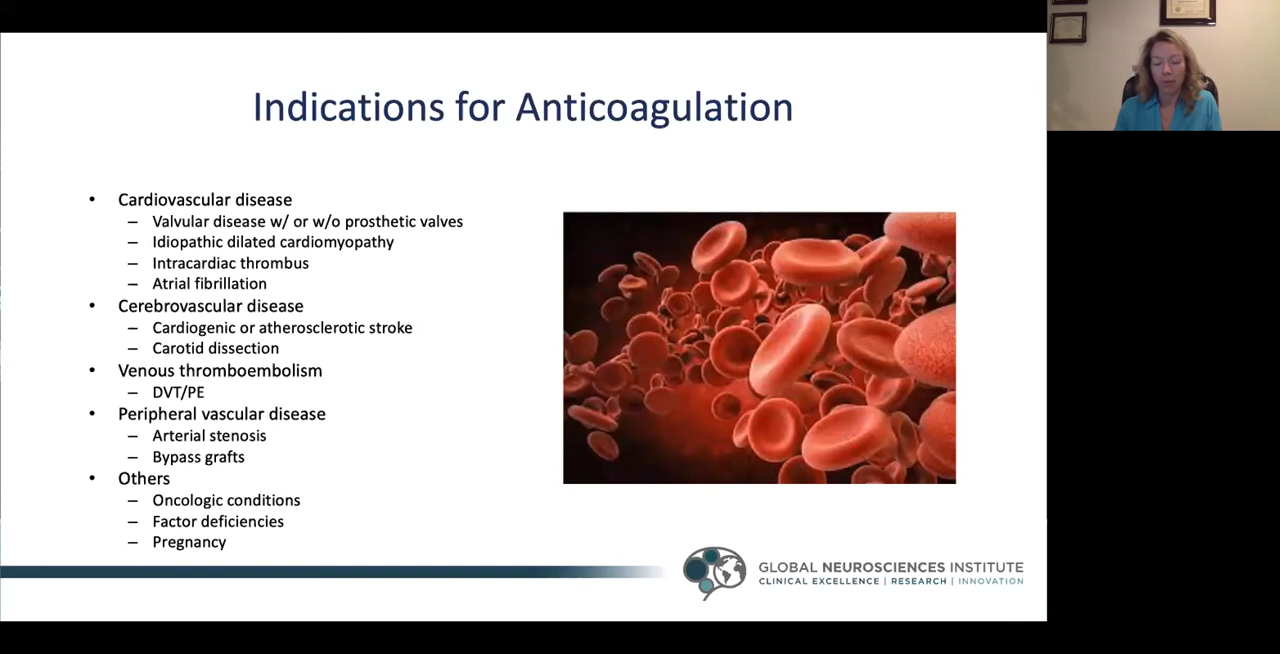 Indications for Anticoagulation
• Cardiovascular disease
– Valvular disease w/ or w/o prosthetic valves
– Idiopathic dilated cardiomyopathy
– Intracardiac thrombus
– Atrial fibrillation
• Cerebrovascular disease
– Cardiogenic or atherosclerotic stroke
– Carotid dissection
• Venous thromboembolism
– DVT/PE
• Peripheral vascular disease
– Arterial stenosis
– Bypass grafts
• Others
– Oncologic conditions
– Factor deficiencies
– Pregnancy
GLOBAL NEUROSCIENCES INSTITUTE
CLINICAL EXCELLENCE | RESEARCH | INNOVATION